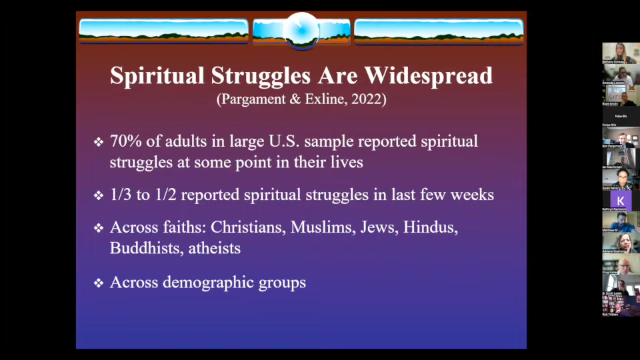 Spiritual Struggles Are Widespread
(Pargament & Exline, 2022)
❖ 70% of adults in large U.S. sample reported spiritual
struggles at some point in their lives
❖ 1/3 to 1/2 reported spiritual struggles in last few weeks
❖ Across faiths: Christians, Muslims, Jews, Hindus,
Buddhists, atheists
❖ Across demographic groups
K